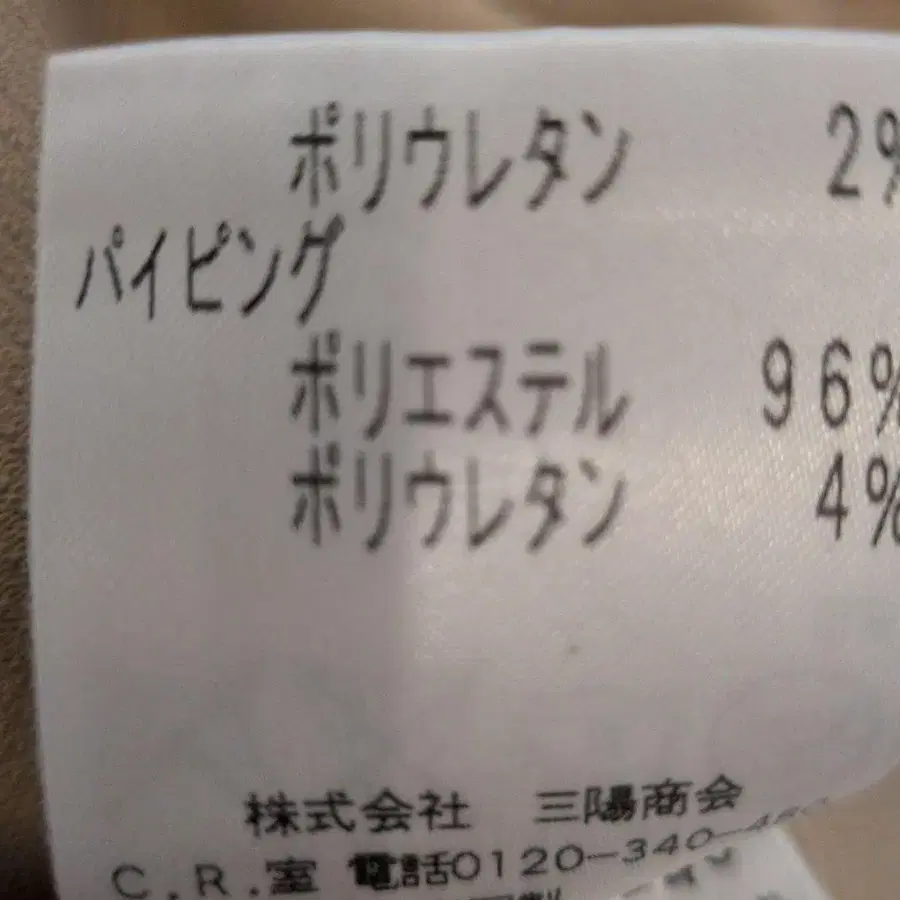 ポリウレタン 2%
パイピング
ポリエステル 96%
ポリウレタン 4%
株式会社 三陽商会
C.R.室 電話0120-340-460